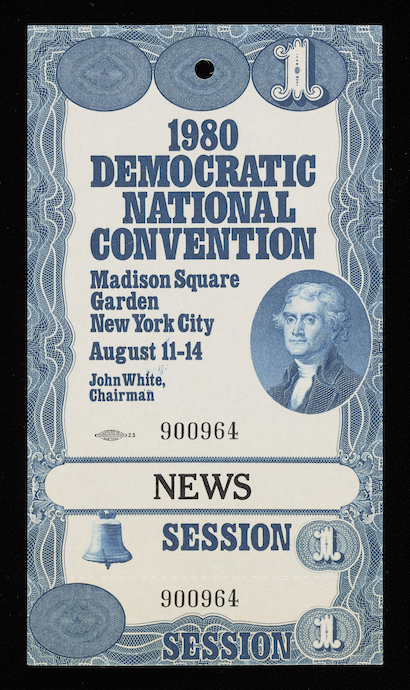 1
1980
DEMOCRATIC
NATIONAL
CONVENTION
Madison Square
Garden
New York City
August 11-14
John White,
Chairman
23 900964
NEWS
SESSION 1
900964
SESSION 1